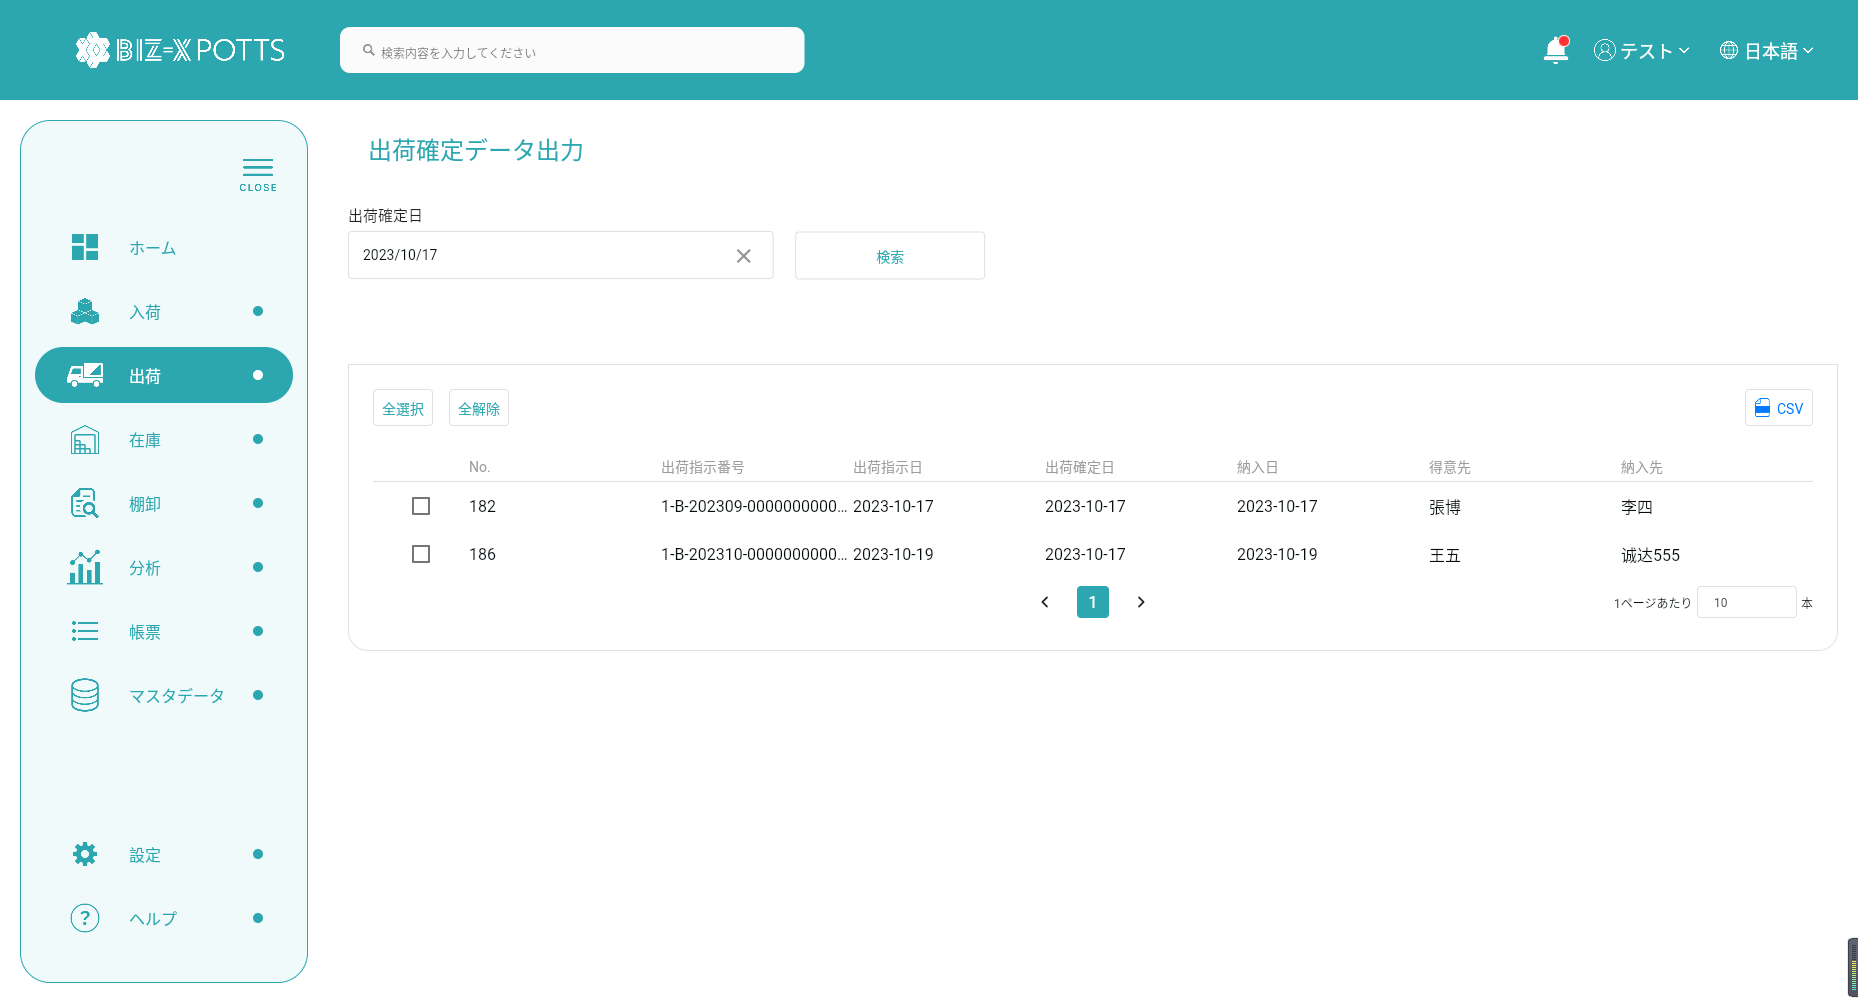 BIZ=X POTTS
検索内容を入力してください
テスト
日本語
CLOSE
ホーム
入荷
出荷
在庫
棚卸
分析
帳票
マスタデータ
設定
ヘルプ
出荷確定データ出力
出荷確定日
2023/10/17
検索
全選択
全解除
CSV
No. 出荷指示番号 出荷指示日 出荷確定日 納入日 得意先 納入先
182 1-B-202309-0000000000... 2023-10-17 2023-10-17 2023-10-17 張博 李四
186 1-B-202310-0000000000... 2023-10-19 2023-10-17 2023-10-19 王五 诚达555
1
1ページあたり 10 本